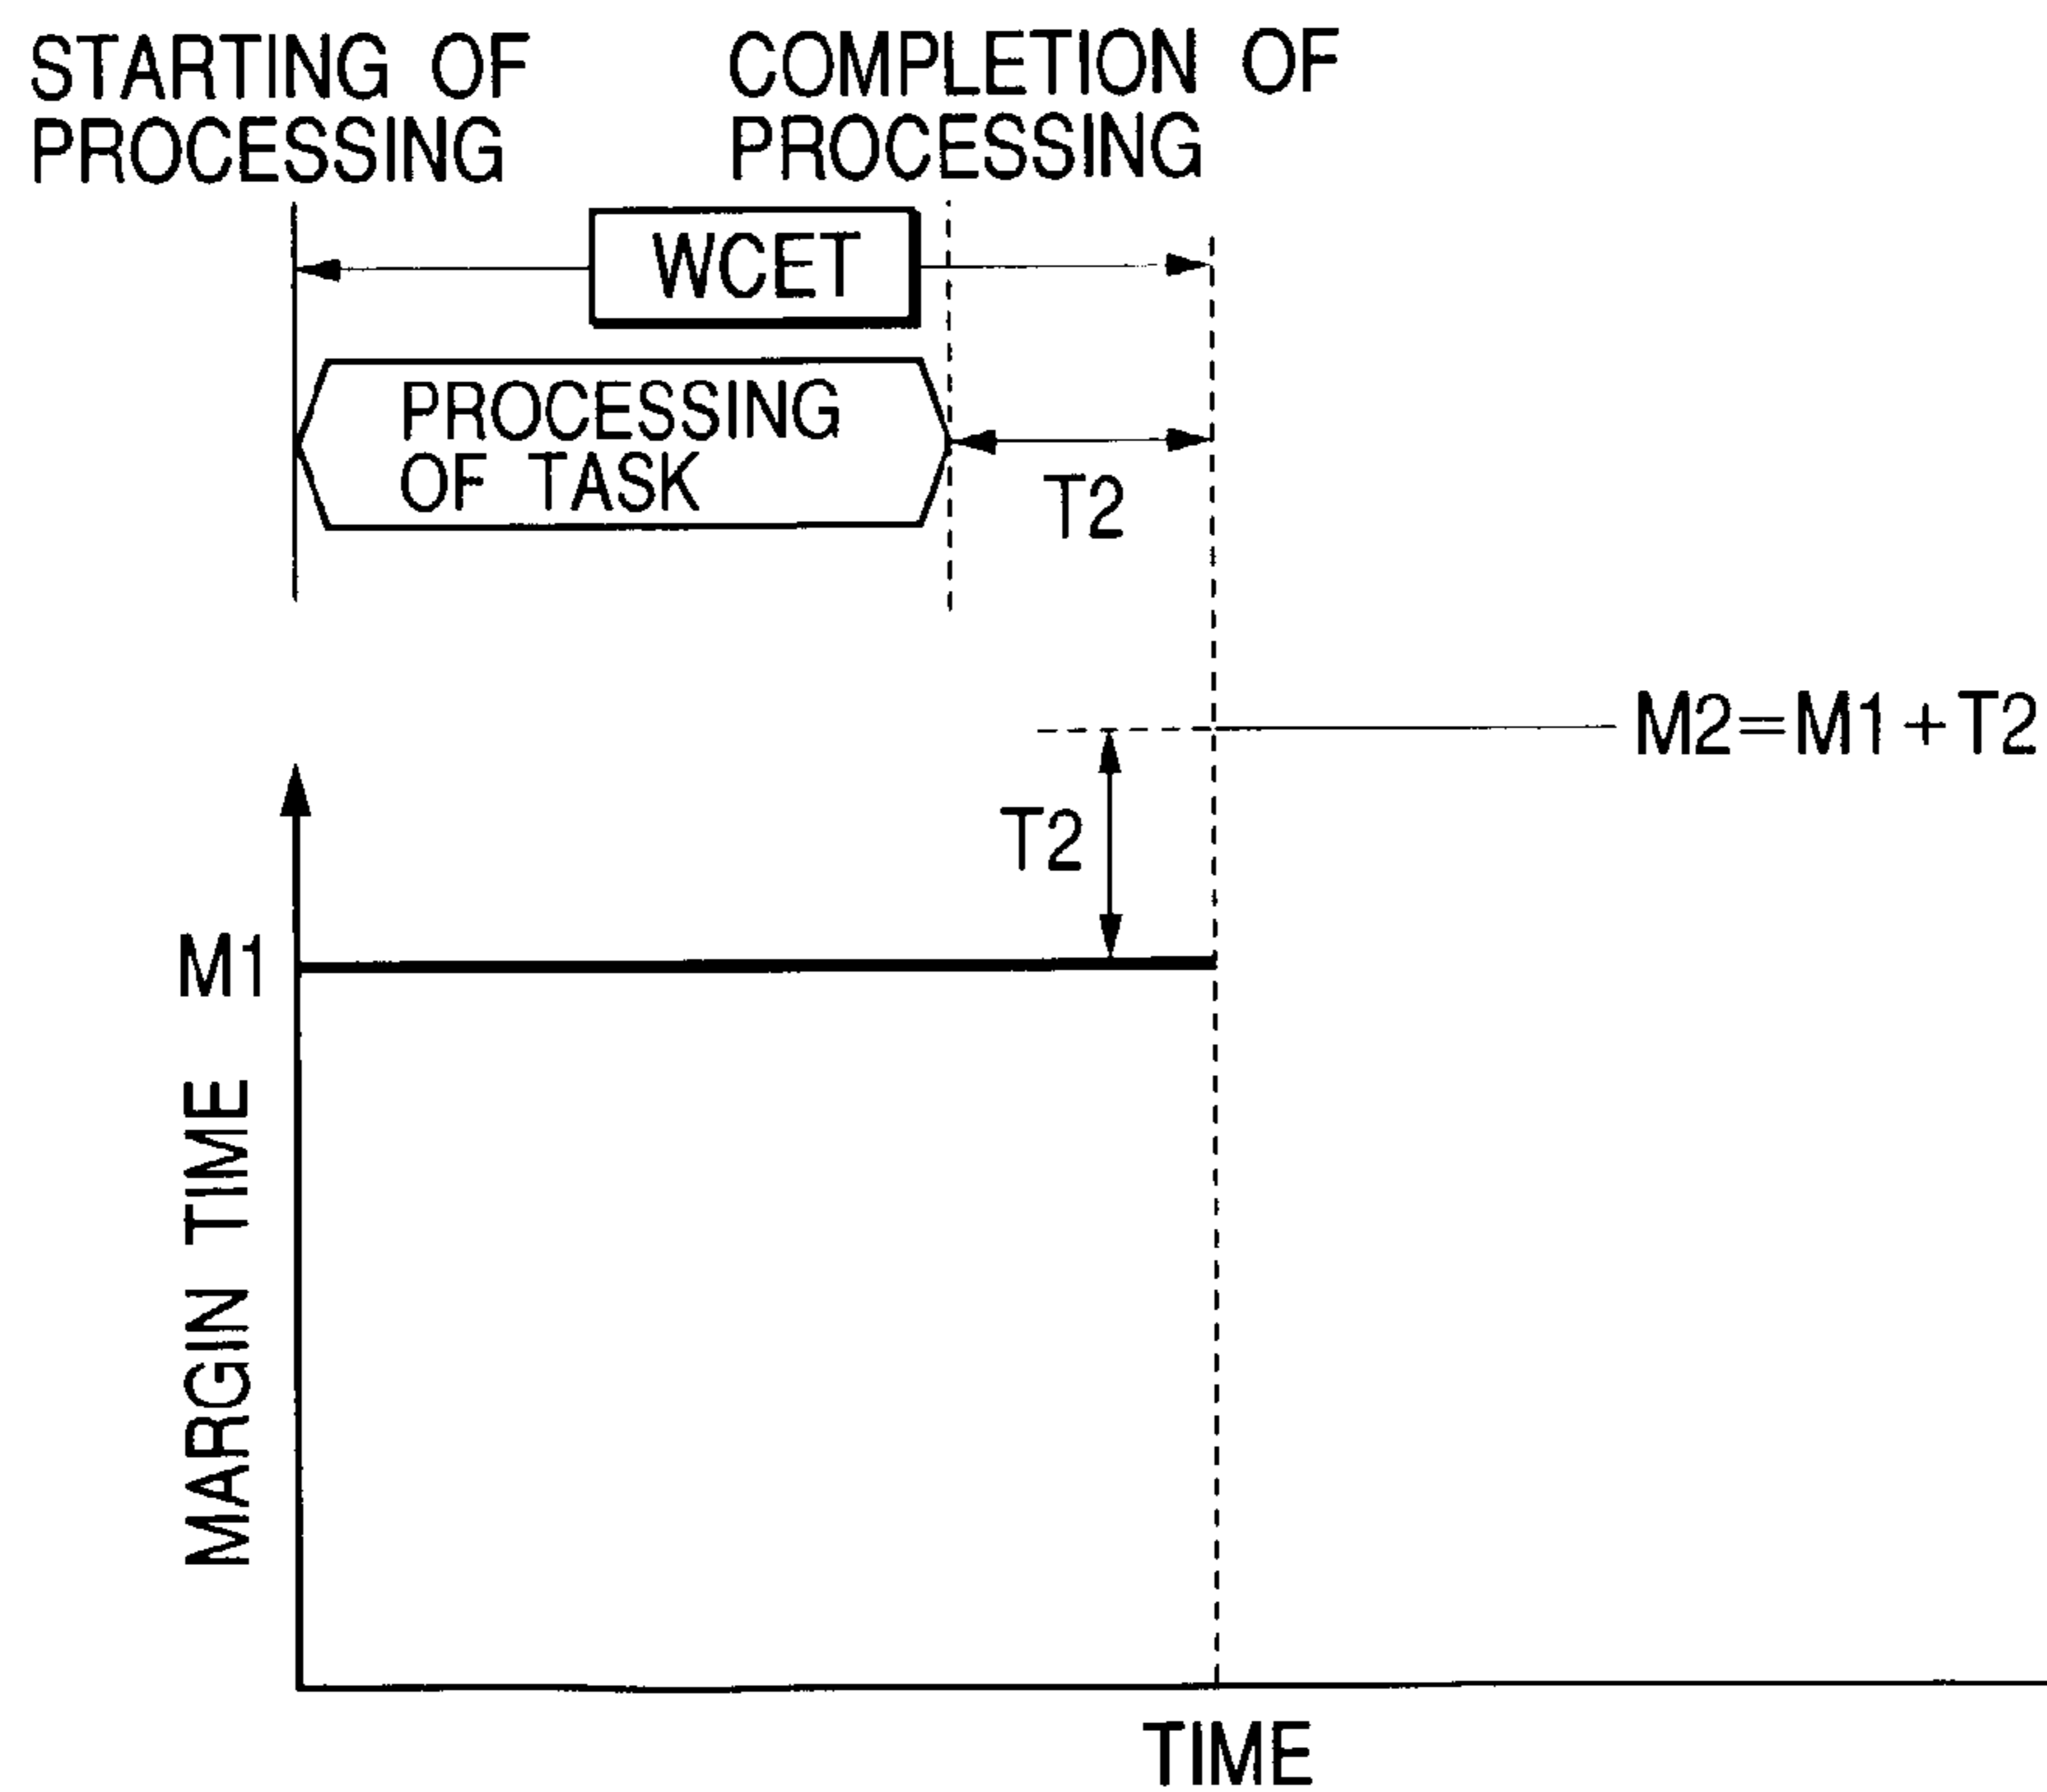 STARTING OF
PROCESSING
COMPLETION OF
PROCESSING
WCET
PROCESSING
OF TASK
T2
M2=M1+T2
T2
M1
MARGIN TIME
TIME